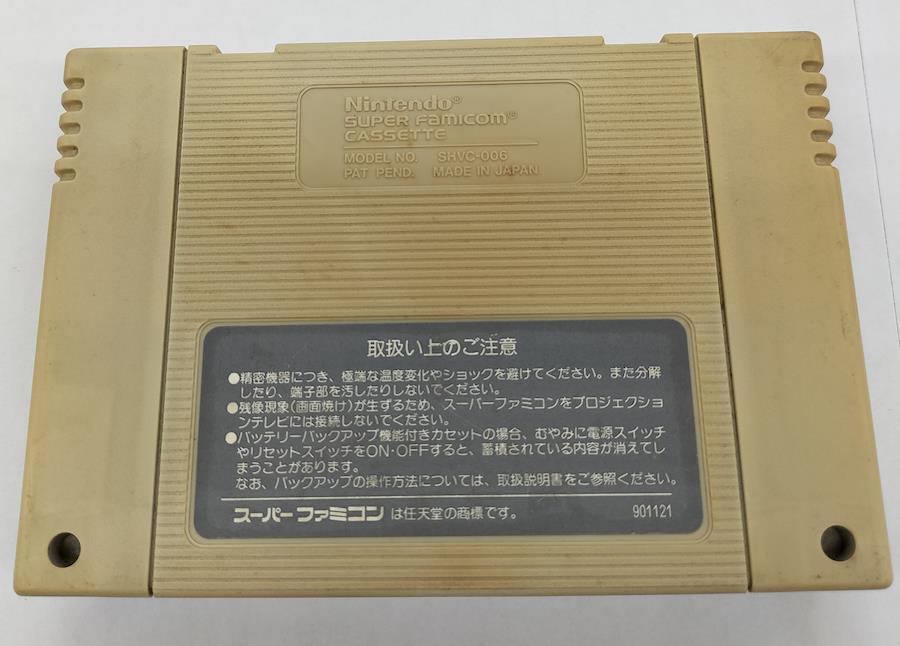 Nintendo®
SUPER FAMICOM®
CASSETTE
MODEL NO. SHVC-006
PAT PEND. MADE IN JAPAN
取扱い上のご注意
●精密機器につき、極端な温度変化やショックを避けてください。また分解
したり、端子部を汚したりしないでください。
●残像現象(画面焼け)が生ずるため、スーパーファミコンをプロジェクショ
ンテレビには接続しないでください。
●バッテリーバックアップ機能付きカセットの場合、むやみに電源スイッチ
やリセットスイッチをON・OFFすると、蓄積されている内容が消えてし
まうことがあります。
なお、バックアップの操作方法については、取扱説明書をご参照ください。
スーパーファミコン は任天堂の商標です。 901121